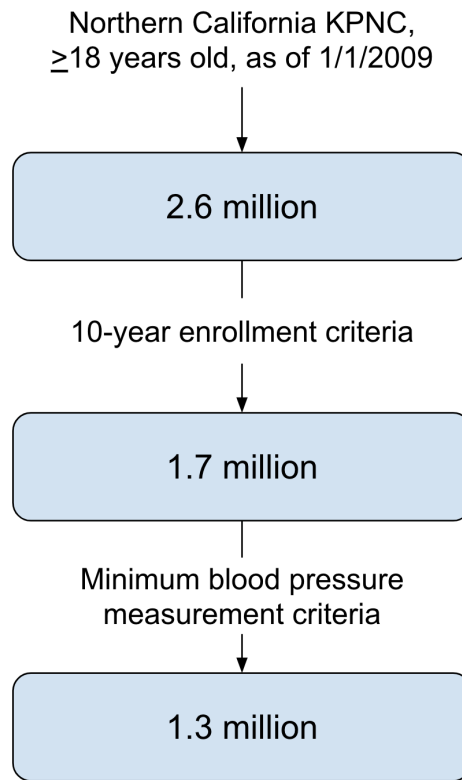 Northern California KPNC,
≥18 years old, as of 1/1/2009
2.6 million
10-year enrollment criteria
1.7 million
Minimum blood pressure
measurement criteria
1.3 million